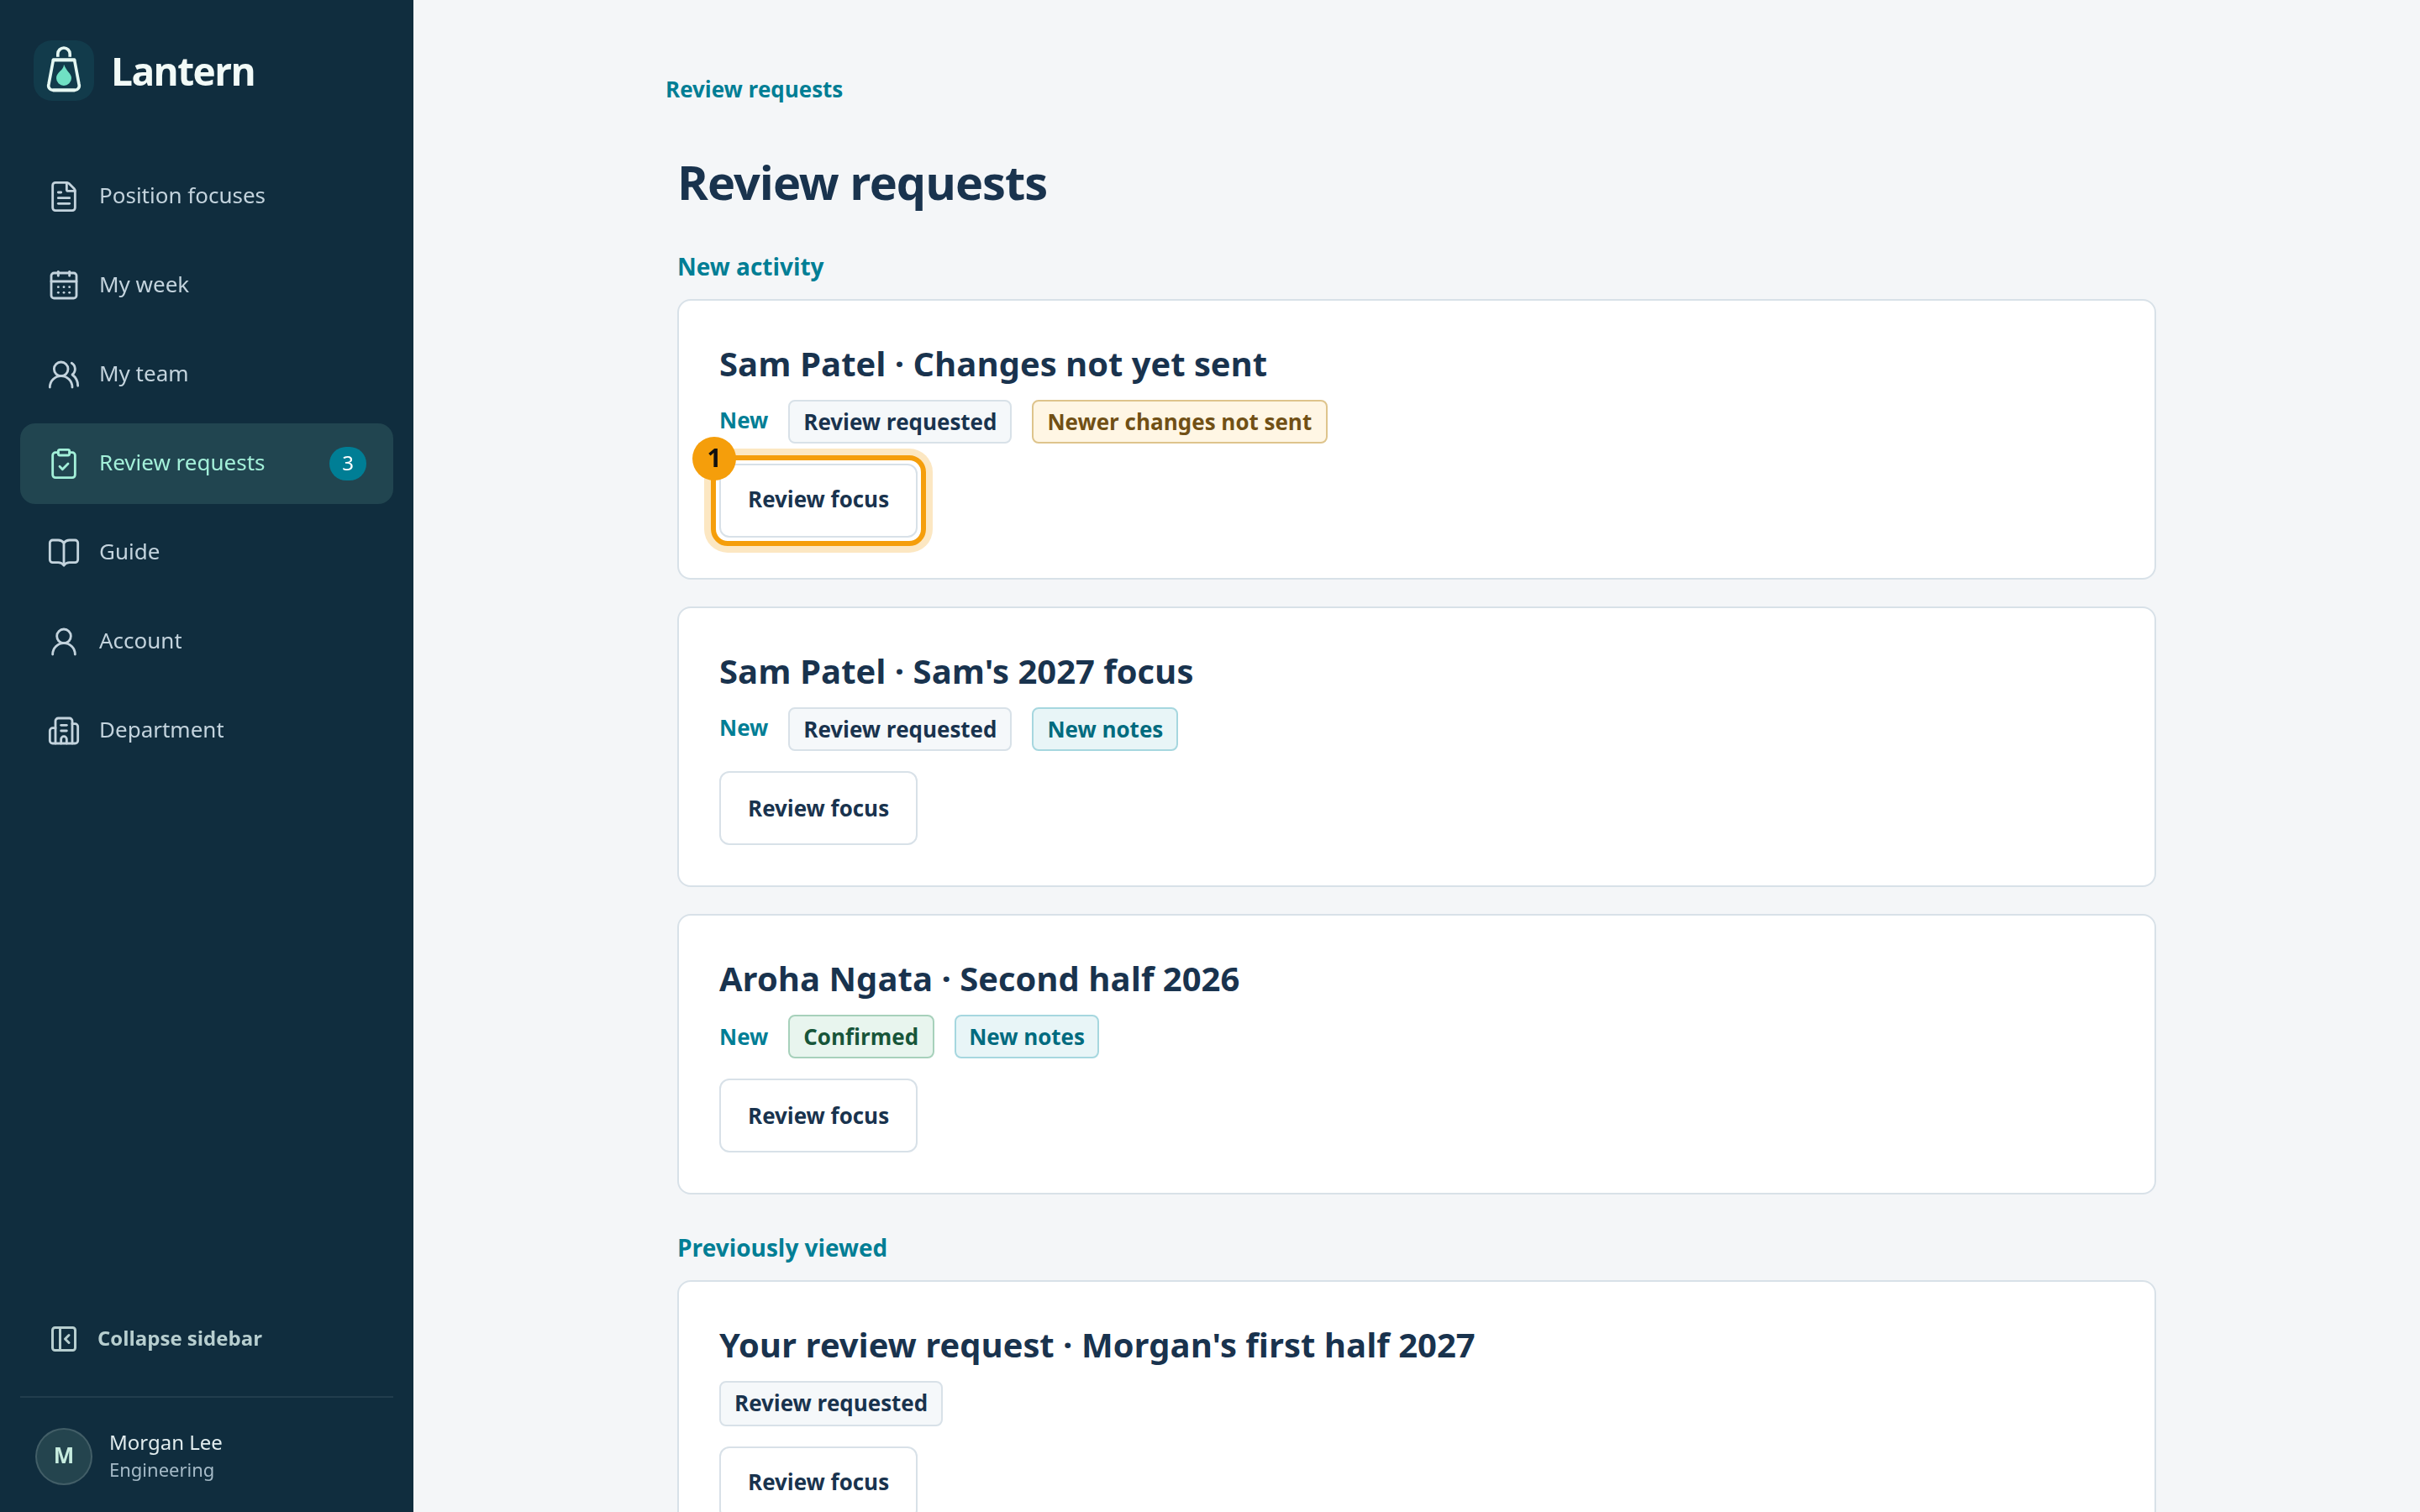 Lantern
Position focuses
My week
My team
Review requests 3
Guide
Account
Department
Collapse sidebar
M
Morgan Lee
Engineering
Review requests
Review requests
New activity
Sam Patel · Changes not yet sent
New Review requested Newer changes not sent
1
Review focus
Sam Patel · Sam's 2027 focus
New Review requested New notes
Review focus
Aroha Ngata · Second half 2026
New Confirmed New notes
Review focus
Previously viewed
Your review request · Morgan's first half 2027
Review requested
Review focus